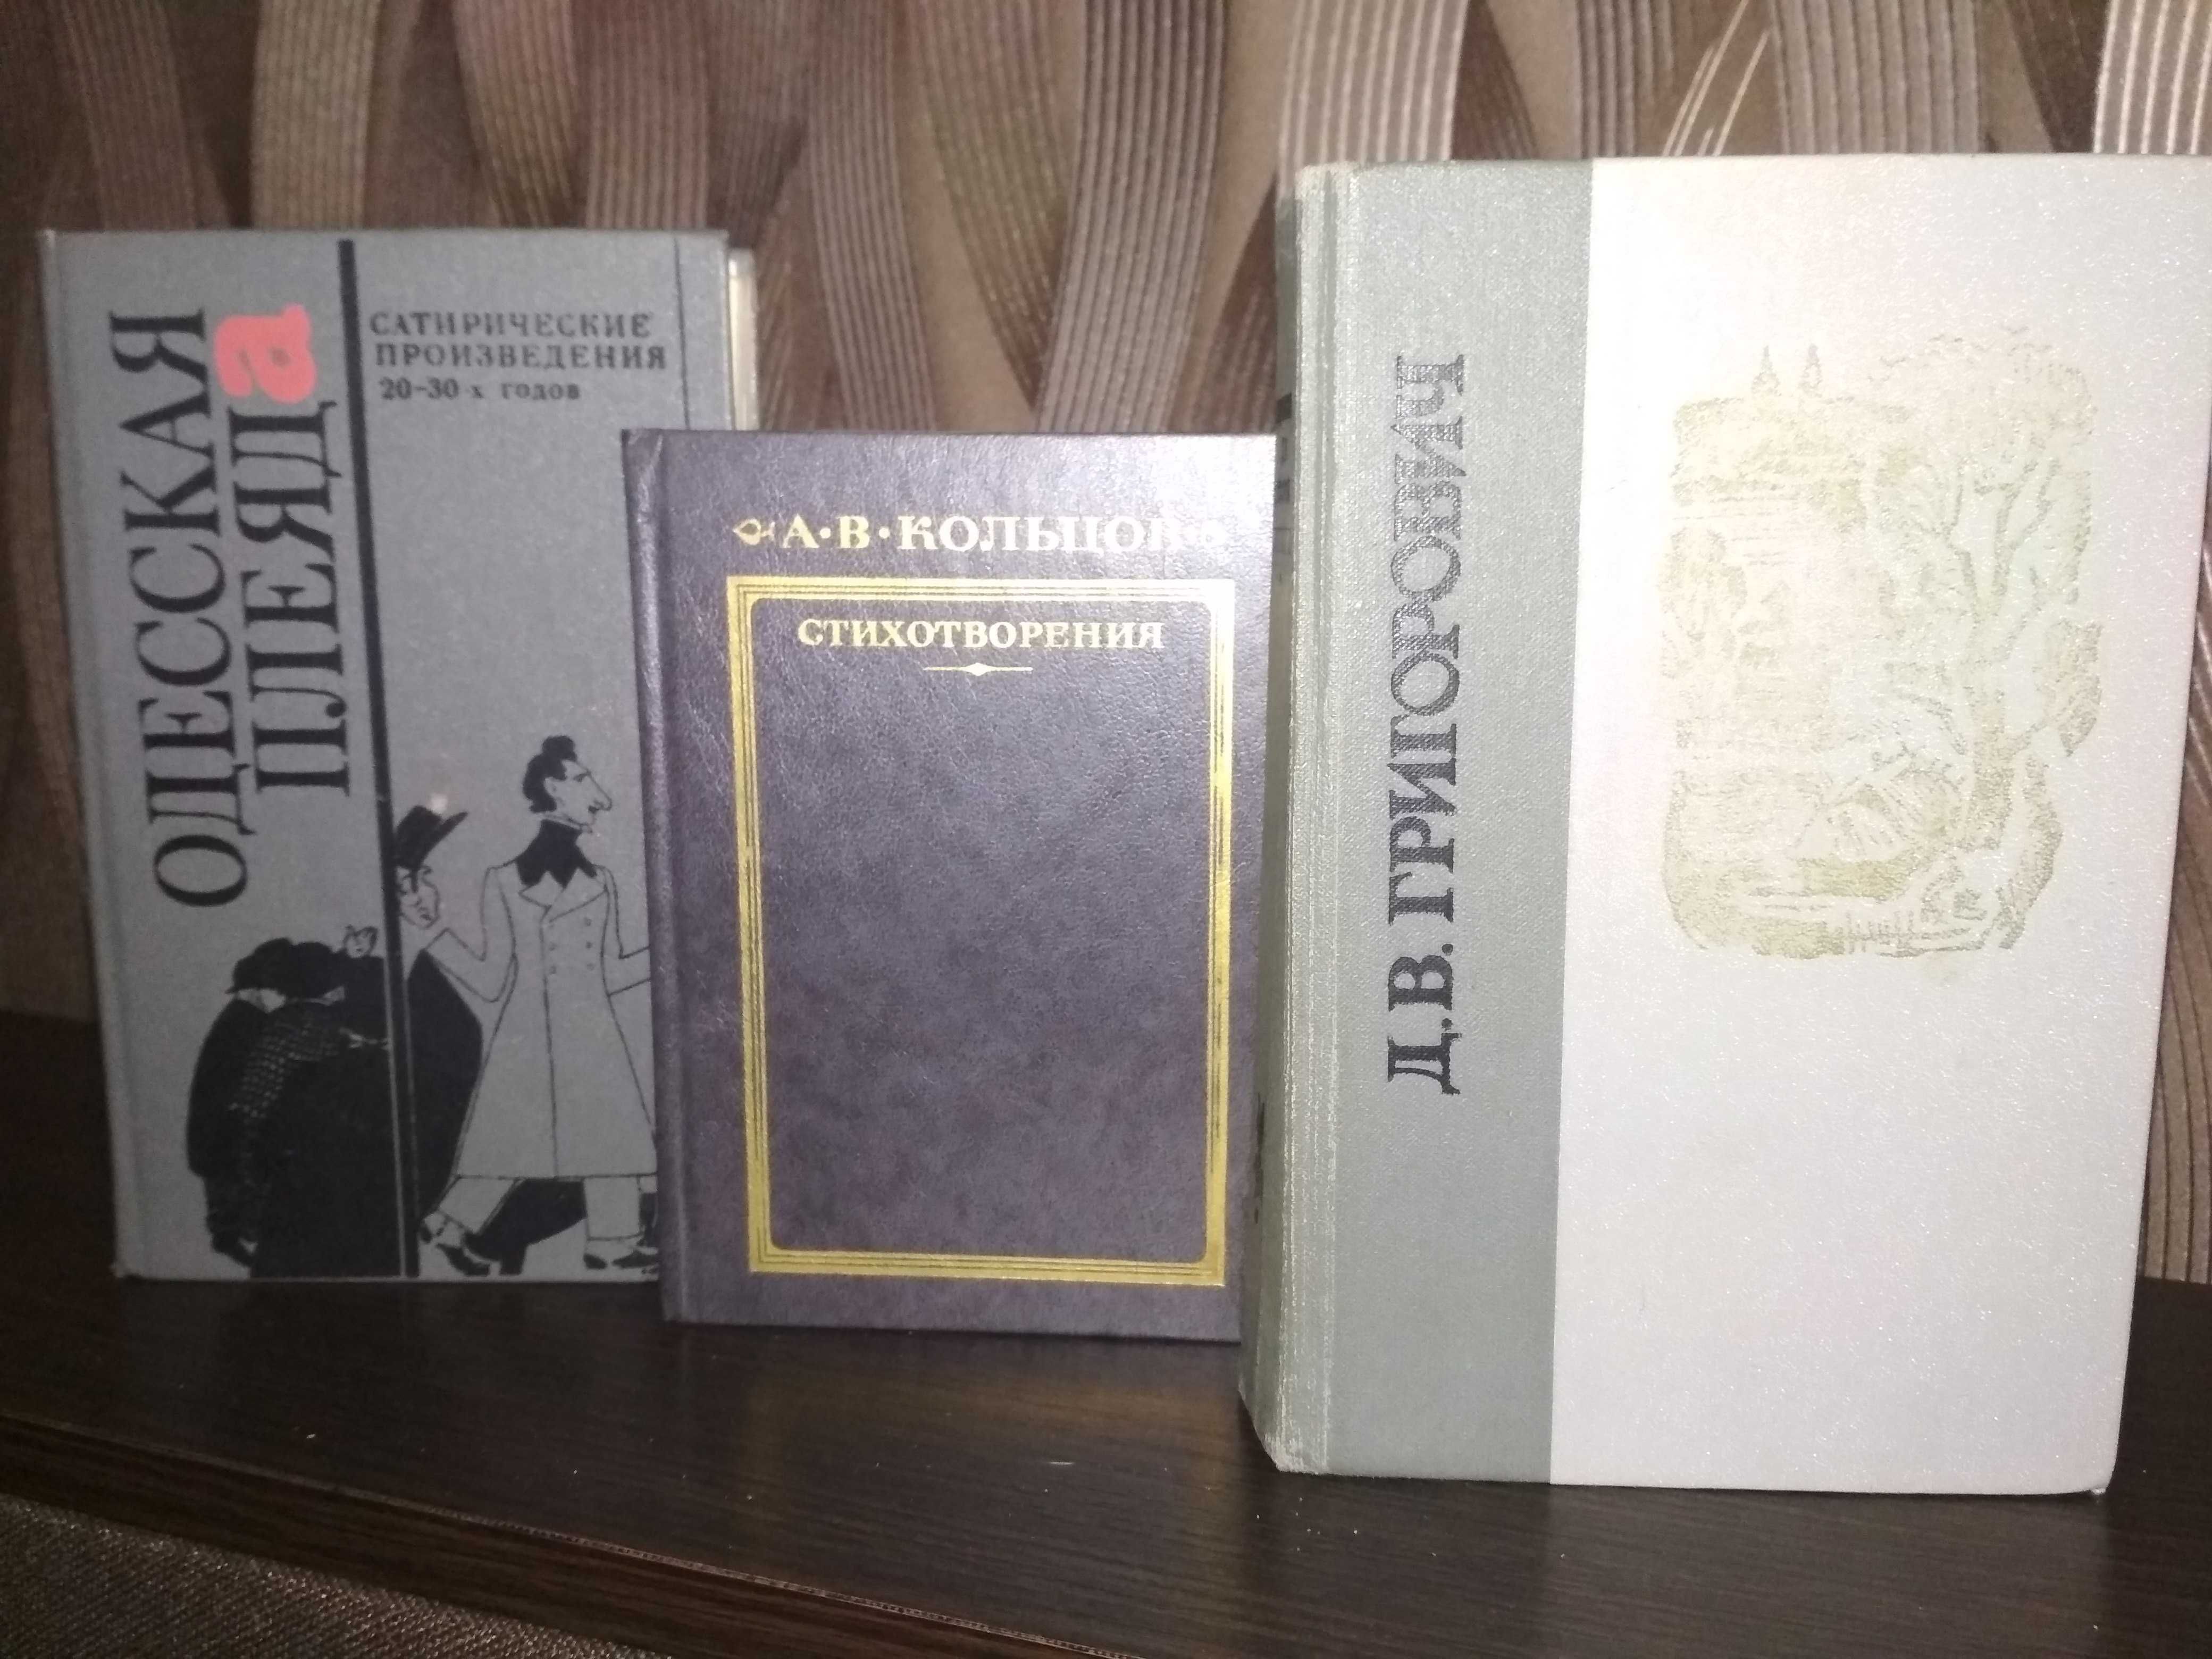 ОДЕССКАЯ
ПЛЕЯДа
САТИРИЧЕСКИЕ
ПРОИЗВЕДЕНИЯ
20-30-х годов
А·В·КОЛЬЦОВ
СТИХОТВОРЕНИЯ
Д.В. ГРИГОРОВИЧ